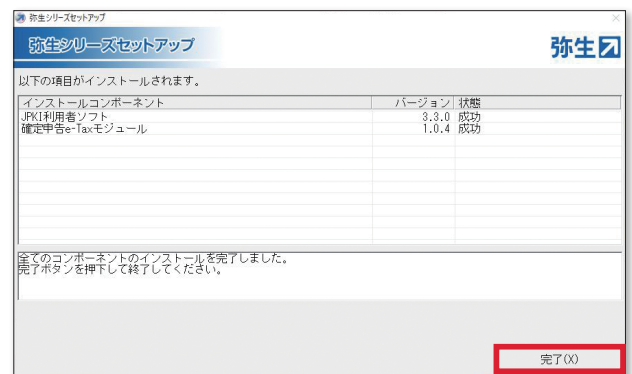 弥生シリーズセットアップ
弥生シリーズセットアップ
弥生
以下の項目がインストールされます。
インストールコンポーネント バージョン 状態
JPKI利用者ソフト 3.3.0 成功
確定申告e-Taxモジュール 1.0.4 成功
全てのコンポーネントのインストールを完了しました。
完了ボタンを押下して終了してください。
完了(X)